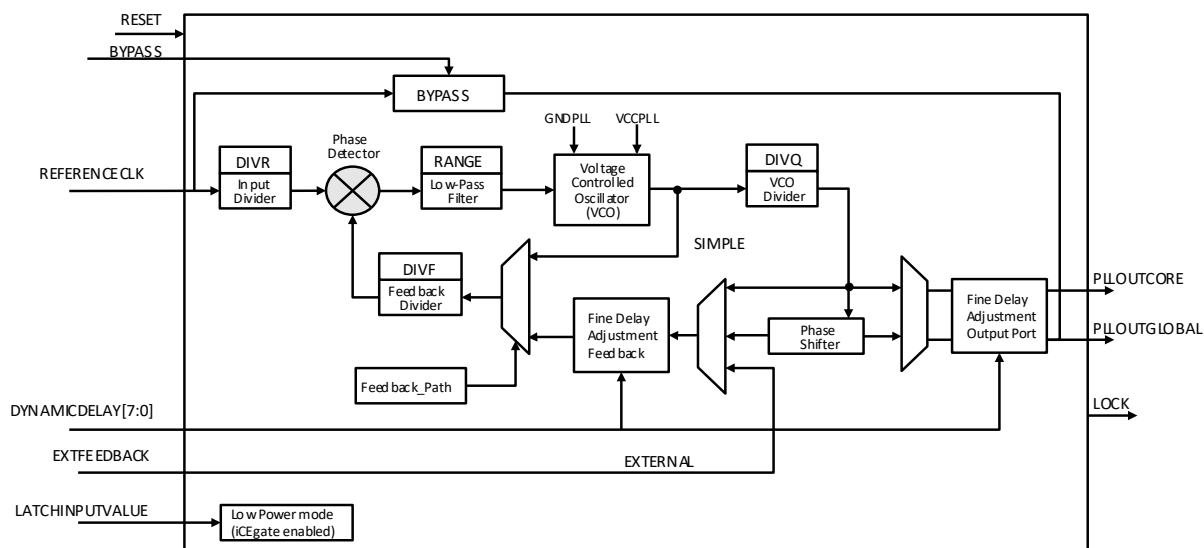 RESET
BYPASS
BYPASS
GNDPLL
VCCPLL
Phase
Detector
DIVR
RANGE
DIVQ
REFERENCECLK
Input
Divider
Low-Pass
Filter
Voltage
Controlled
Oscillator
(VCO)
VCO
Divider
SIMPLE
DIVF
Feedback
Divider
PLLOUTCORE
Fine Delay
Adjustment
Feedback
Phase
Shifter
Fine Delay
Adjustment
Output Port
PLLOUTGLOBAL
Feedback_Path
DYNAMICDELAY[7:0]
LOCK
EXTFEEDBACK
EXTERNAL
LATCHINPUTVALUE
Low Power mode
(iCEgate enabled)